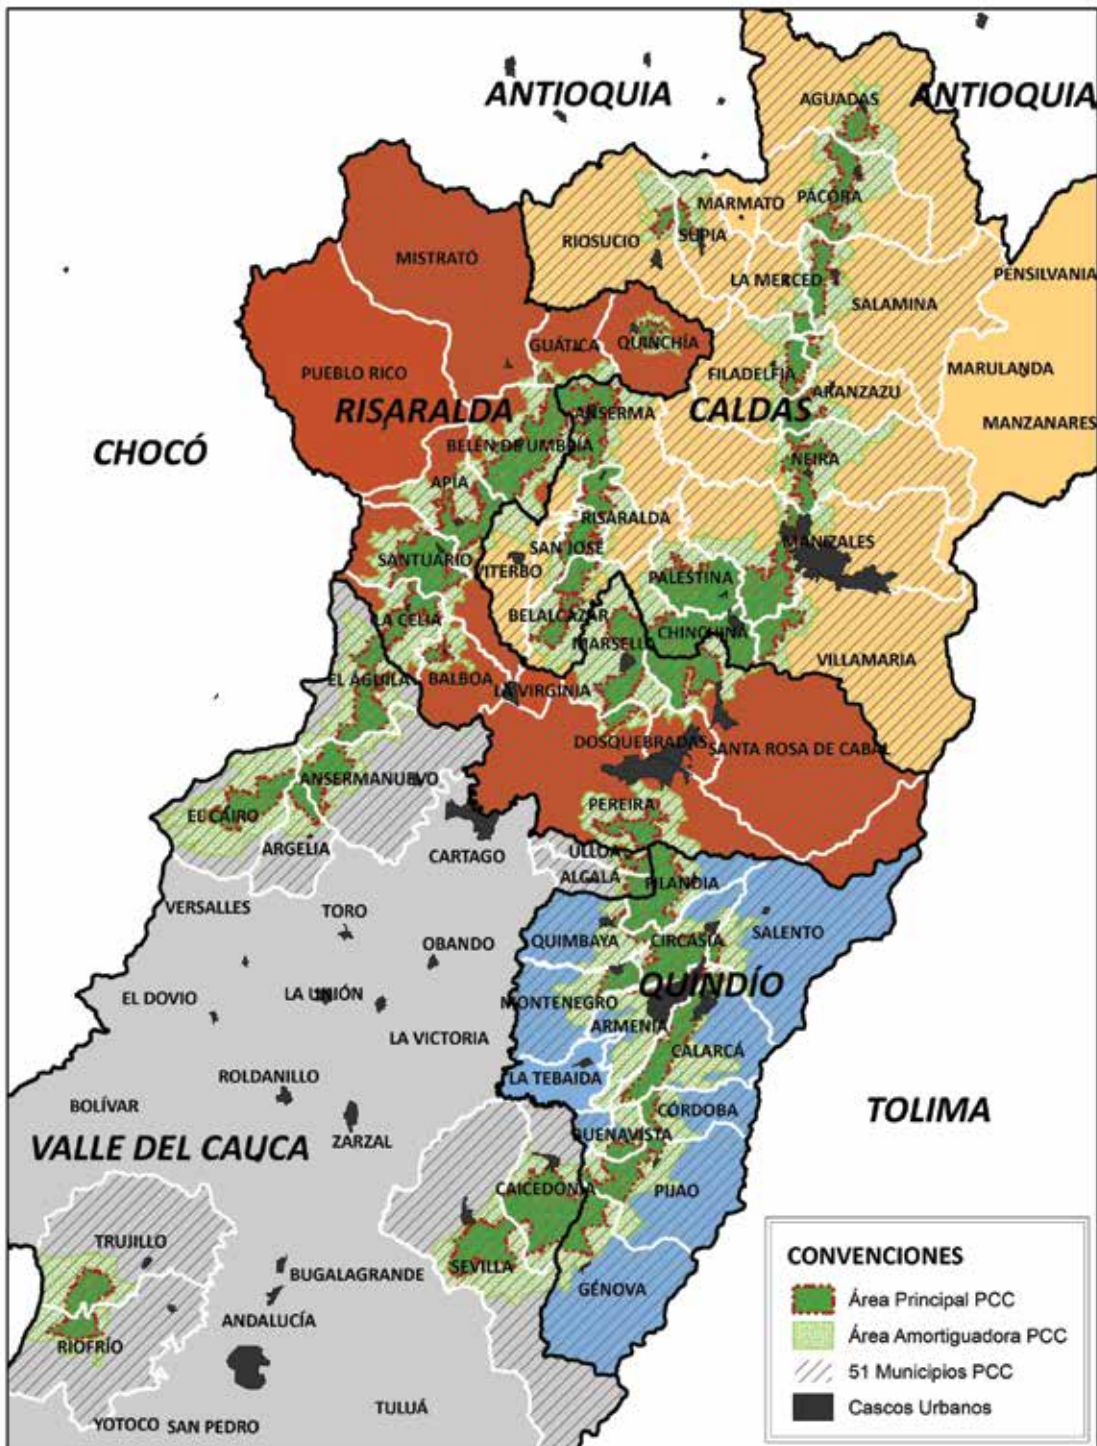 ANTIOQUIA
ANTIOQUIA
AGUADAS
PÁCORA
MARMATO
RIOSUCIO
SUPIA
MISTRATÓ
LA MERCED
PENSILVANIA
SALAMINA
GUÁTICA
QUINCHÍA
PUEBLO RICO
FILADELFIA
MARULANDA
ARANZAZU
RISARALDA
ANSERMA
CALDAS
MANZANARES
CHOCÓ
BELÉN DE UMBRÍA
NEIRA
APÍA
RISARALDA
MANIZALES
SAN JOSÉ
SANTUARIO
VITERBO
PALESTINA
BELALCÁZAR
LA CELIA
CHINCHINÁ
MARSELLA
VILLAMARIA
EL ÁGUILA
BALBOA
LA VIRGINIA
DOSQUEBRADAS
SANTA ROSA DE CABAL
ANSERMANUEVO
PEREIRA
EL CAIRO
ARGELIA
CARTAGO
ULLOA
ALCALÁ
FILANDIA
VERSALLES
TORO
OBANDO
QUIMBAYA
CIRCASIA
SALENTO
QUINDÍO
EL DOVIO
LA UNIÓN
MONTENEGRO
ARMENIA
LA VICTORIA
CALARCÁ
ROLDANILLO
LA TEBAIDA
BOLÍVAR
CÓRDOBA
TOLIMA
ZARZAL
BUENAVISTA
VALLE DEL CAUCA
CAICEDONIA
PIJAO
TRUJILLO
SEVILLA
BUGALAGRANDE
GÉNOVA
ANDALUCÍA
RIOFRÍO
TULUÁ
YOTOCO
SAN PEDRO
CONVENCIONES
Área Principal PCC
Área Amortiguadora PCC
51 Municipios PCC
Cascos Urbanos